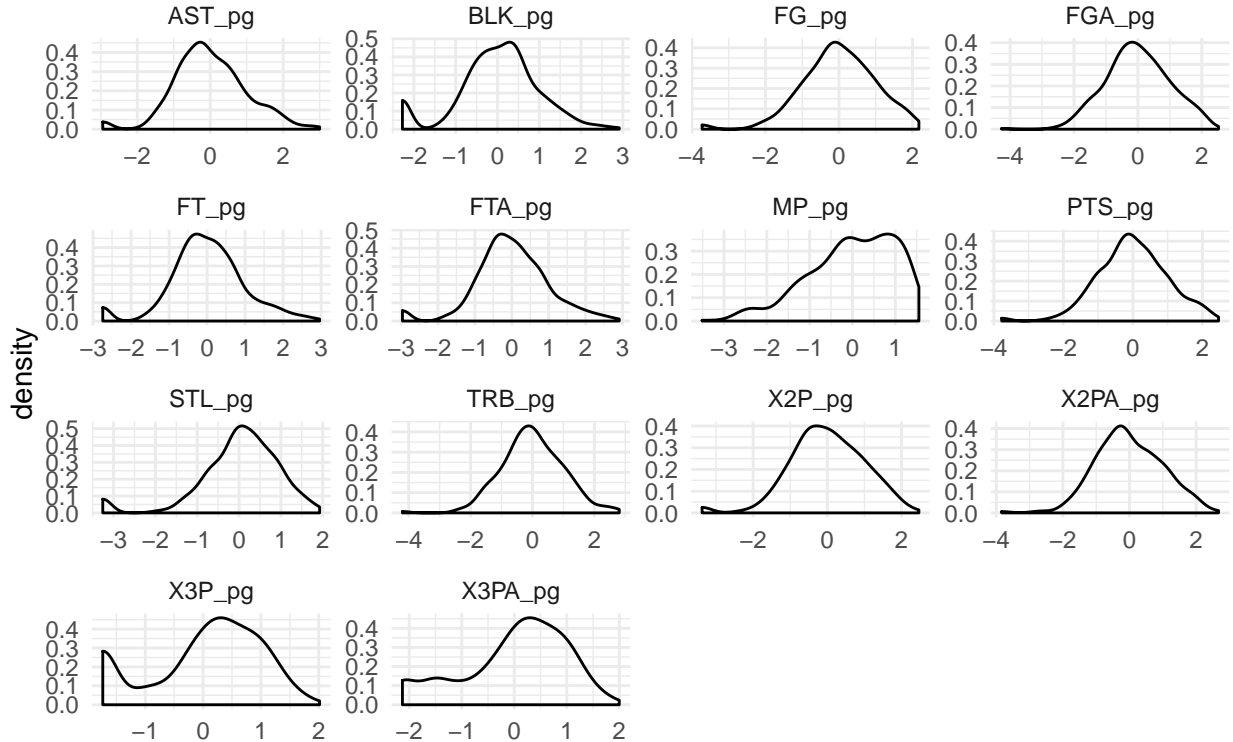 AST_pg BLK_pg FG_pg FGA_pg
0.4 0.5 0.4 0.4
0.3 0.4 0.3 0.3
0.2 0.3 0.2 0.2
0.1 0.2 0.1 0.1
0.0 0.1 0.0 0.0
0.0
−2 0 2 −2 −1 0 1 2 3 −4 −2 0 2 −4 −2 0 2
FT_pg FTA_pg MP_pg PTS_pg
0.4 0.5 0.3 0.4
0.3 0.4 0.2 0.3
0.2 0.3 0.1 0.2
0.1 0.2 0.0 0.1
0.0 0.1 0.0
0.0
−3 −2 −1 0 1 2 3 −3 −2 −1 0 1 2 3 −3 −2 −1 0 1 −4 −2 0 2
density
STL_pg TRB_pg X2P_pg X2PA_pg
0.5 0.4 0.4 0.4
0.4 0.3 0.3 0.3
0.3 0.2 0.2 0.2
0.2 0.1 0.1 0.1
0.1 0.0 0.0 0.0
0.0
−3 −2 −1 0 1 2 −4 −2 0 2 −2 0 2 −4 −2 0 2
X3P_pg X3PA_pg
0.4 0.4
0.3 0.3
0.2 0.2
0.1 0.1
0.0 0.0
−1 0 1 2 −2 −1 0 1 2